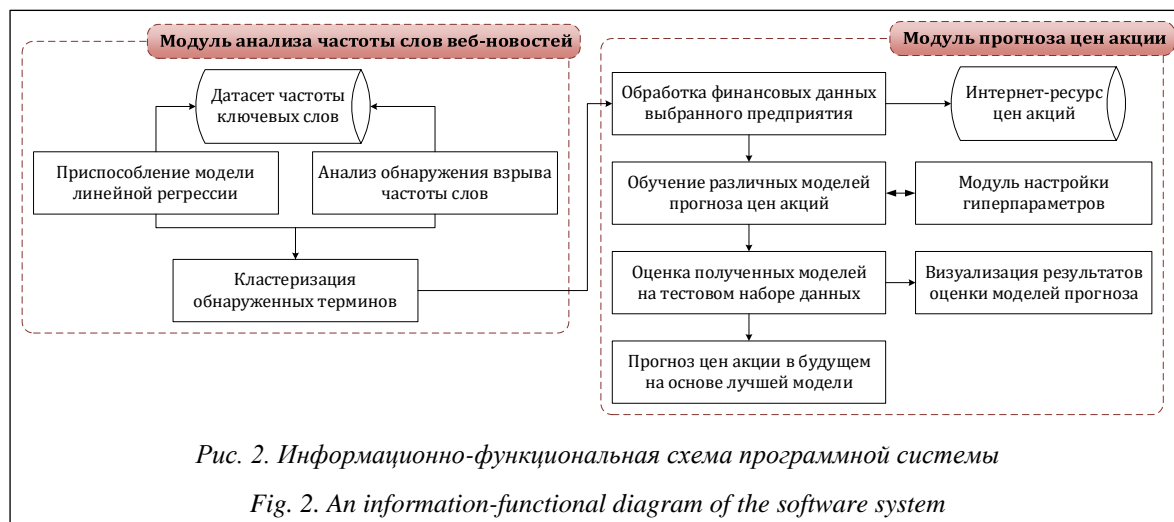 Модуль анализа частоты слов веб-новостей
Датасет частоты
ключевых слов
Приспособление модели
линейной регрессии
Анализ обнаружения взрыва
частоты слов
Кластеризация
обнаруженных терминов
Модуль прогноза цен акции
Обработка финансовых данных
выбранного предприятия
Интернет-ресурс
цен акций
Обучение различных моделей
прогноза цен акций
Модуль настройки
гиперпараметров
Оценка полученных моделей
на тестовом наборе данных
Визуализация результатов
оценки моделей прогноза
Прогноз цен акции в будущем
на основе лучшей модели
Рис. 2. Информационно-функциональная схема программной системы
Fig. 2. An information-functional diagram of the software system